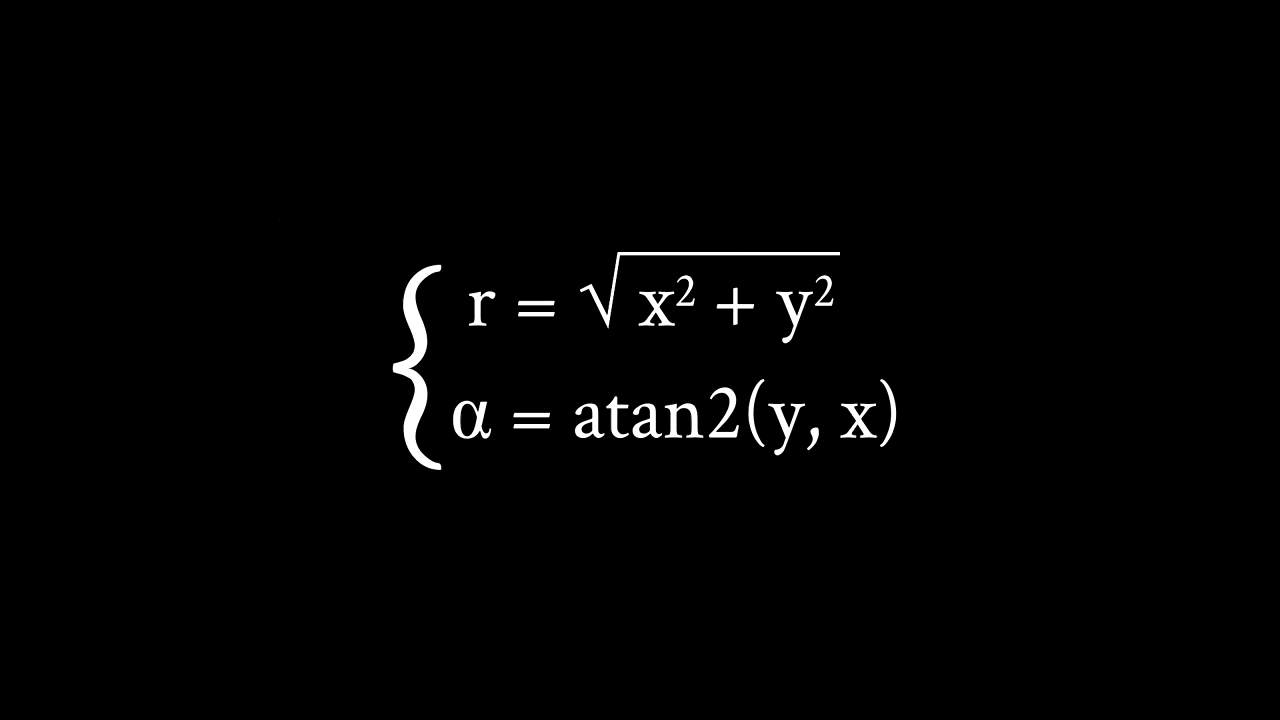 r = √x² + y²
α = atan2(y, x)